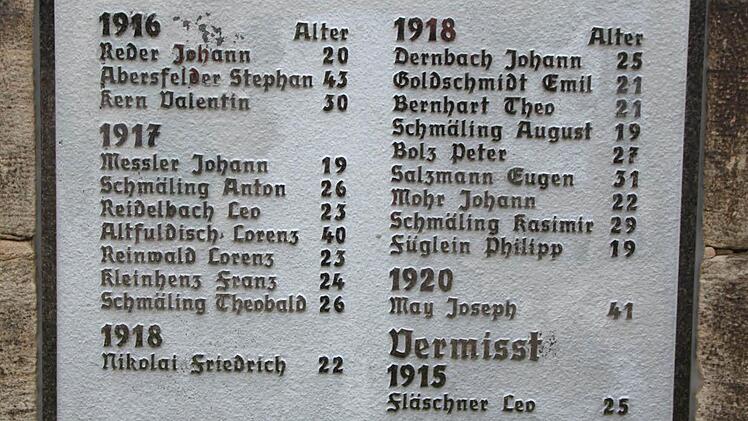 1916 Alter
Reder Johann 20
Abersfelder Stephan 43
Kern Valentin 30
1917
Messler Johann 19
Schmäling Anton 26
Reidelbach Leo 23
Altfuldisch Lorenz 40
Reinwald Lorenz 23
Kleinhenz Franz 24
Schmäling Theobald 26
1918
Nikolai Friedrich 22
1918 Alter
Dernbach Johann 25
Goldschmidt Emil 21
Bernhart Theo 21
Schmäling August 19
Bolz Peter 27
Salzmann Eugen 31
Mohr Johann 22
Schmäling Kasimir 29
Füglein Philipp 19
1920
May Joseph 41
Vermisst
1915
Fläschner Leo 25